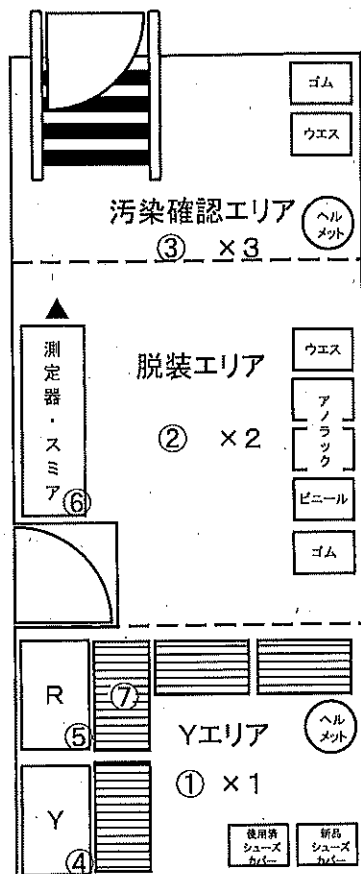 ゴム
ウエス
汚染確認エリア
ヘル
メット
③ ×3
測定器・スミア
⑥
脱装エリア
② ×2
ウエス
アノラック
ビニール
ゴム
R
⑤
⑦
Yエリア
ヘル
メット
① ×1
Y
④
使用済
シューズ
カバー
新品
シューズ
カバー